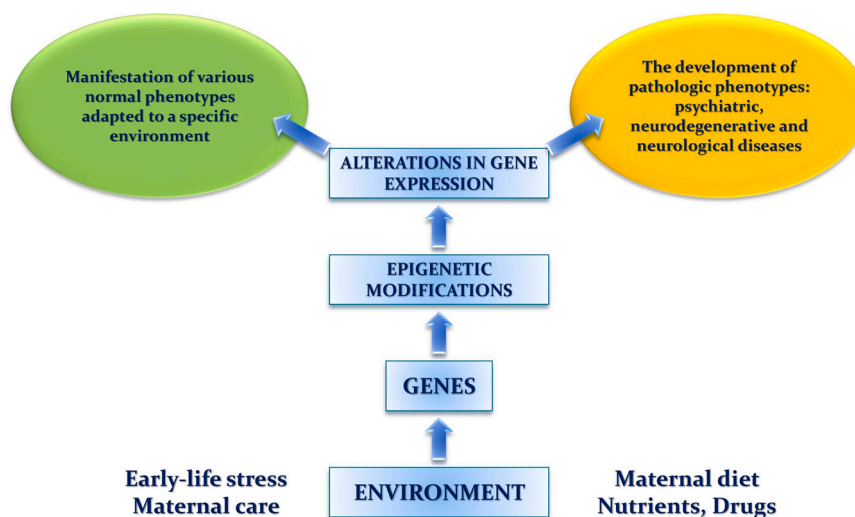 Manifestation of various
normal phenotypes
adapted to a specific
environment
The development of
pathologic phenotypes:
psychiatric,
neurodegenerative and
neurological diseases
ALTERATIONS IN GENE
EXPRESSION
EPIGENETIC
MODIFICATIONS
GENES
Early-life stress
Maternal care
ENVIRONMENT
Maternal diet
Nutrients, Drugs